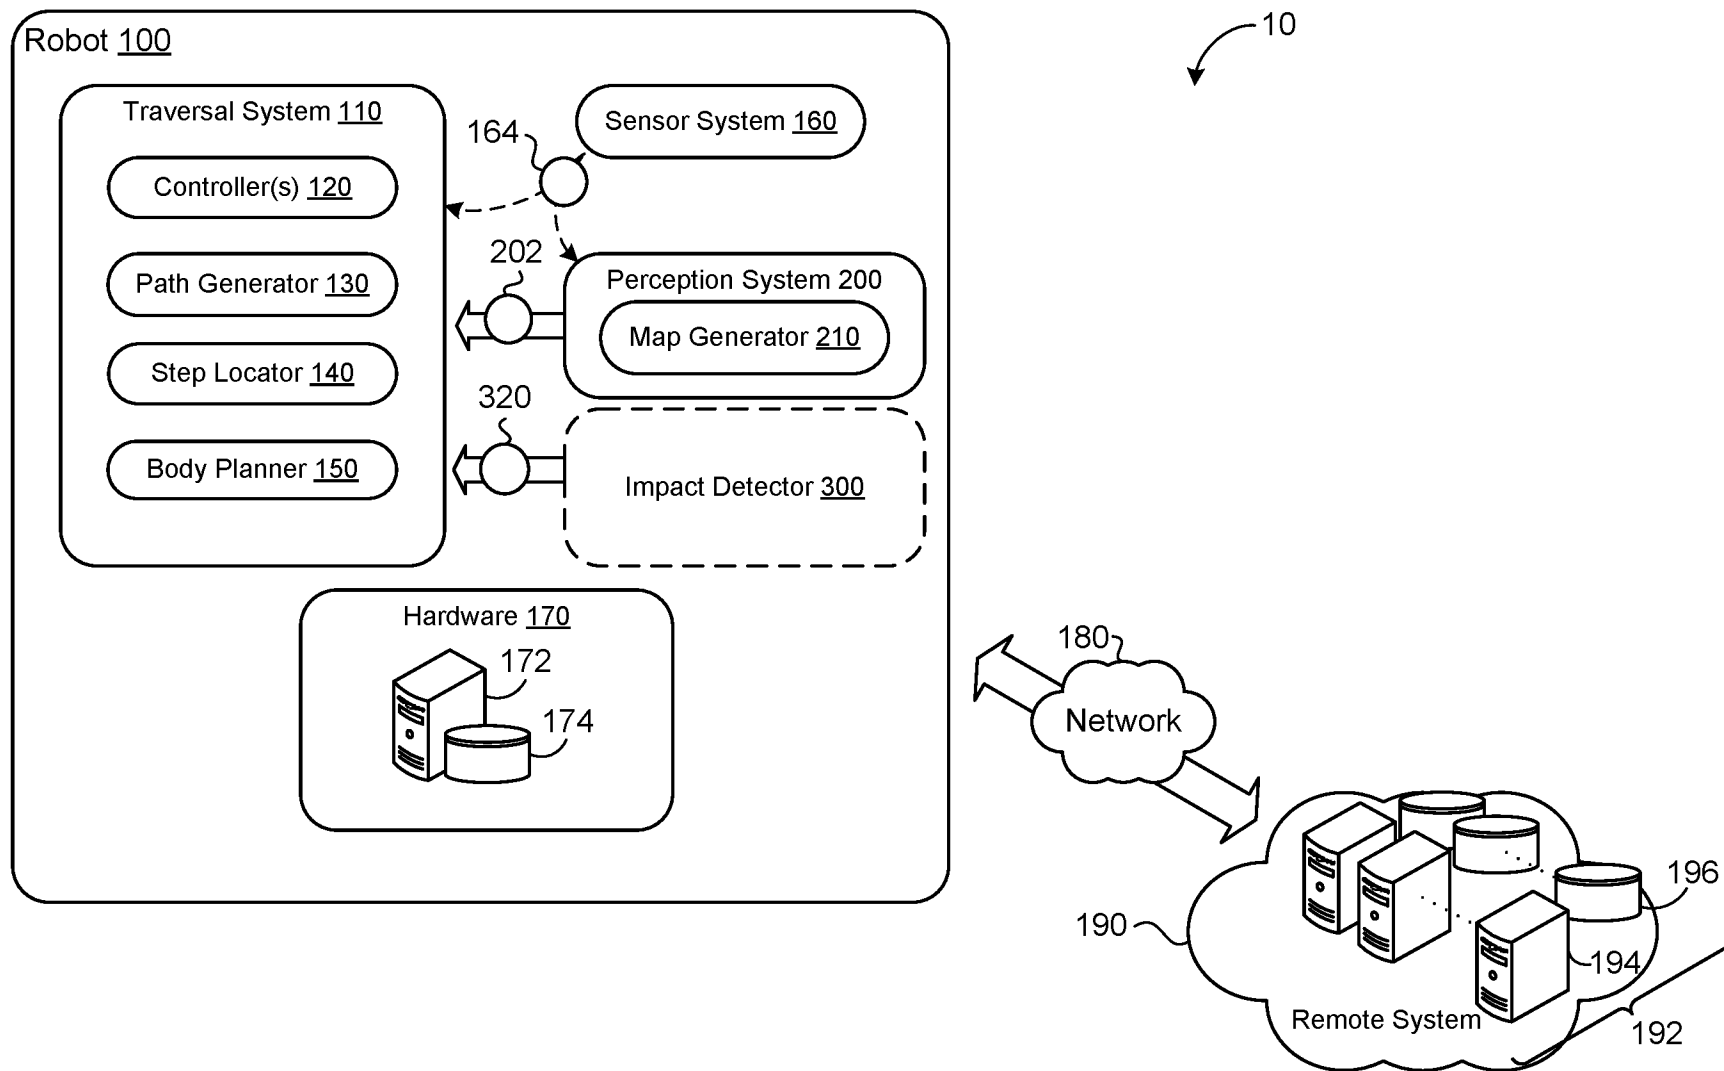 Robot 100
10
Traversal System 110
Sensor System 160
164
Controller(s) 120
202
Path Generator 130
Perception System 200
Map Generator 210
Step Locator 140
320
Body Planner 150
Impact Detector 300
Hardware 170
172
174
180
Network
196
190
194
Remote System
192